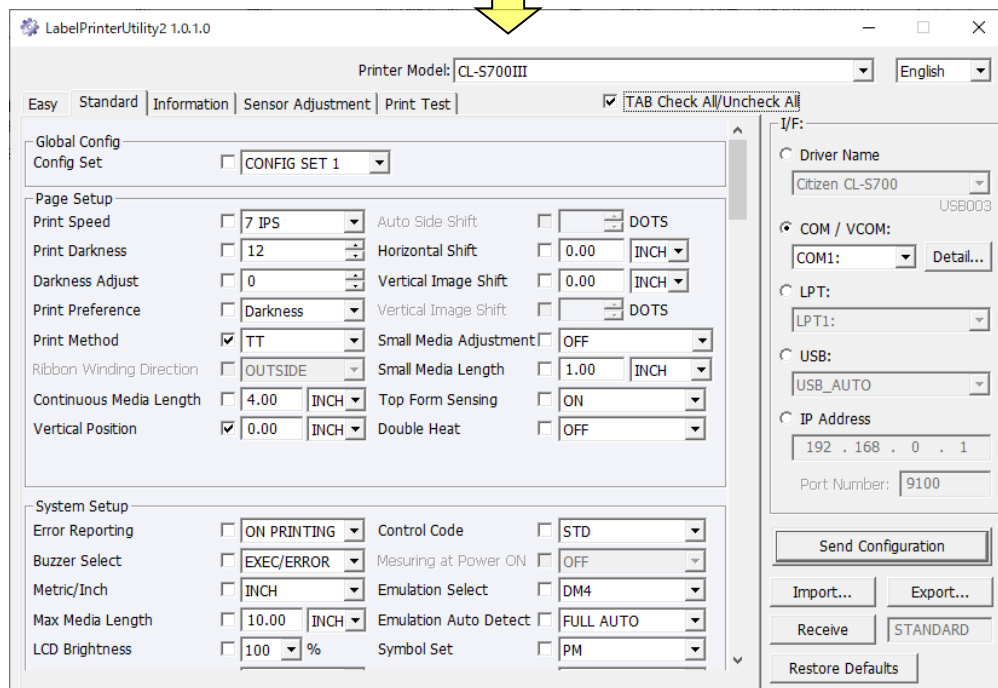 LabelPrinterUtility2 1.0.1.0
Printer Model: CL-S700III English
Easy Standard Information Sensor Adjustment Print Test TAB Check All/Uncheck All
Global Config
Config Set CONFIG SET 1
Page Setup
Print Speed 7 IPS Auto Side Shift DOTS
Print Darkness 12 Horizontal Shift 0.00 INCH
Darkness Adjust 0 Vertical Image Shift 0.00 INCH
Print Preference Darkness Vertical Image Shift DOTS
Print Method TT Small Media Adjustment OFF
Ribbon Winding Direction OUTSIDE Small Media Length 1.00 INCH
Continuous Media Length 4.00 INCH Top Form Sensing ON
Vertical Position 0.00 INCH Double Heat OFF
System Setup
Error Reporting ON PRINTING Control Code STD
Buzzer Select EXEC/ERROR Mesuring at Power ON OFF
Metric/Inch INCH Emulation Select DM4
Max Media Length 10.00 INCH Emulation Auto Detect FULL AUTO
LCD Brightness 100 % Symbol Set PM
I/F:
Driver Name
Citizen CL-S700
USB003
COM / VCOM:
COM1: Detail...
LPT:
LPT1:
USB:
USB_AUTO
IP Address
192 . 168 . 0 . 1
Port Number: 9100
Send Configuration
Import... Export...
Receive STANDARD
Restore Defaults